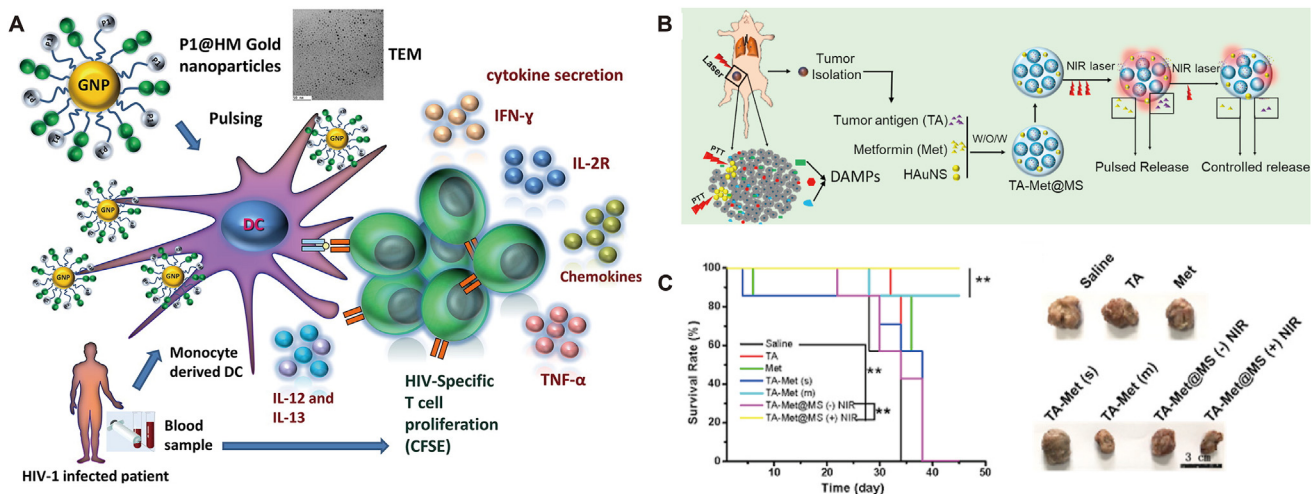 A
P1@HM Gold
nanoparticles
TEM
GNP
Pulsing
cytokine secretion
IFN-γ
IL-2R
Chemokines
TNF-α
DC
GNP
GNP
GNP
GNP
Monocyte
derived DC
IL-12 and
IL-13
HIV-Specific
T cell
proliferation
(CFSE)
Blood
sample
HIV-1 infected patient
B
Laser
Tumor
Isolation
PTT
PTT
DAMPs
Tumor antigen (TA)
Metformin (Met)
HAuNS
W/O/W
TA-Met@MS
NIR laser
NIR laser
Pulsed Release
Controlled release
C
Survival Rate (%)
100
80
60
40
20
0
10
20
30
40
50
Time (day)
Saline
TA
Met
TA-Met (s)
TA-Met (m)
TA-Met@MS (-) NIR
TA-Met@MS (+) NIR
**
**
**
Saline
TA
Met
TA-Met (s)
TA-Met (m)
TA-Met@MS (-) NIR
TA-Met@MS (+) NIR
3 cm